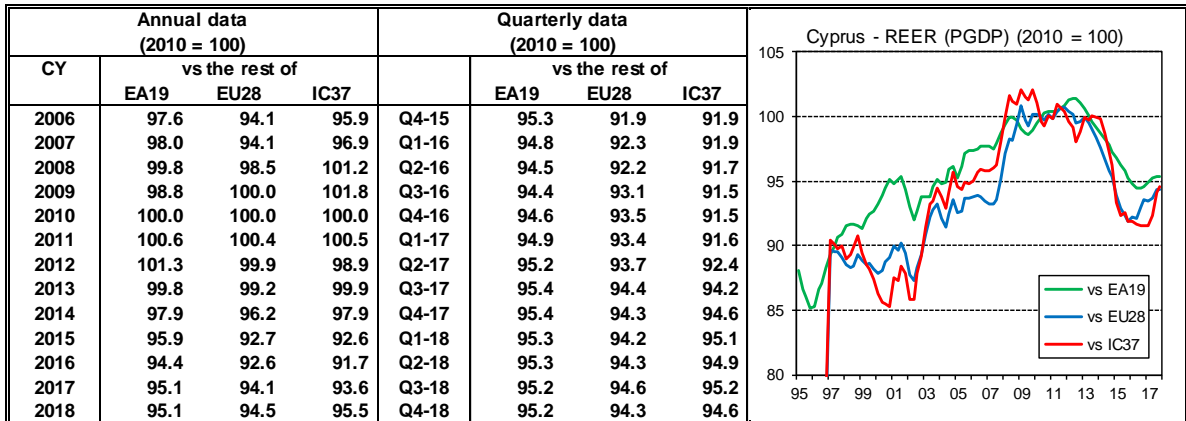 Annual data Quarterly data
(2010 = 100) (2010 = 100)
CY vs the rest of vs the rest of
EA19 EU28 IC37 EA19 EU28 IC37
2006 97.6 94.1 95.9 Q4-15 95.3 91.9 91.9
2007 98.0 94.1 96.9 Q1-16 94.8 92.3 91.9
2008 99.8 98.5 101.2 Q2-16 94.5 92.2 91.7
2009 98.8 100.0 101.8 Q3-16 94.4 93.1 91.5
2010 100.0 100.0 100.0 Q4-16 94.6 93.5 91.5
2011 100.6 100.4 100.5 Q1-17 94.9 93.4 91.6
2012 101.3 99.9 98.9 Q2-17 95.2 93.7 92.4
2013 99.8 99.2 99.9 Q3-17 95.4 94.4 94.2
2014 97.9 96.2 97.9 Q4-17 95.4 94.3 94.6
2015 95.9 92.7 92.6 Q1-18 95.3 94.2 95.1
2016 94.4 92.6 91.7 Q2-18 95.3 94.3 94.9
2017 95.1 94.1 93.6 Q3-18 95.2 94.6 95.2
2018 95.1 94.5 95.5 Q4-18 95.2 94.3 94.6
Cyprus - REER (PGDP) (2010 = 100)
105
100
95
90
85
80
95 97 99 01 03 05 07 09 11 13 15 17
vs EA19
vs EU28
vs IC37